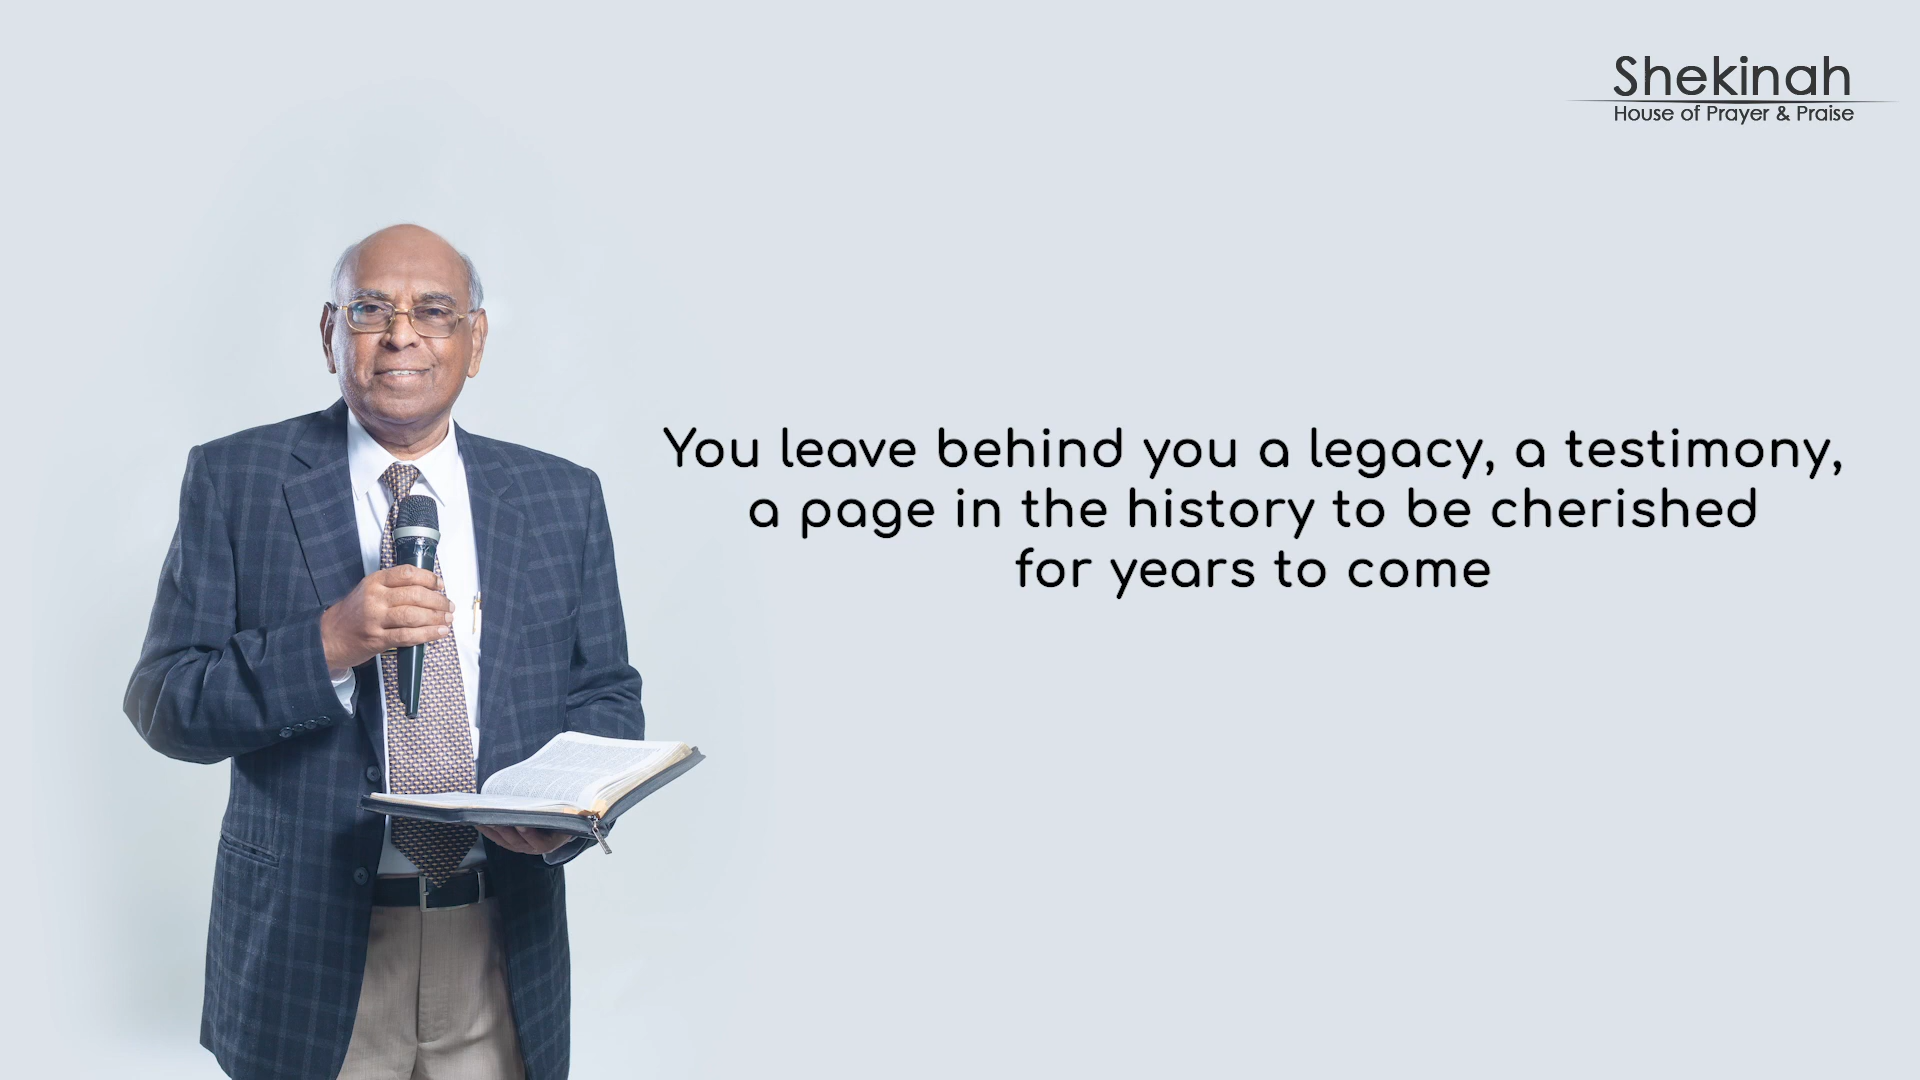 Shekinah
House of Prayer & Praise
You leave behind you a legacy, a testimony,
a page in the history to be cherished
for years to come